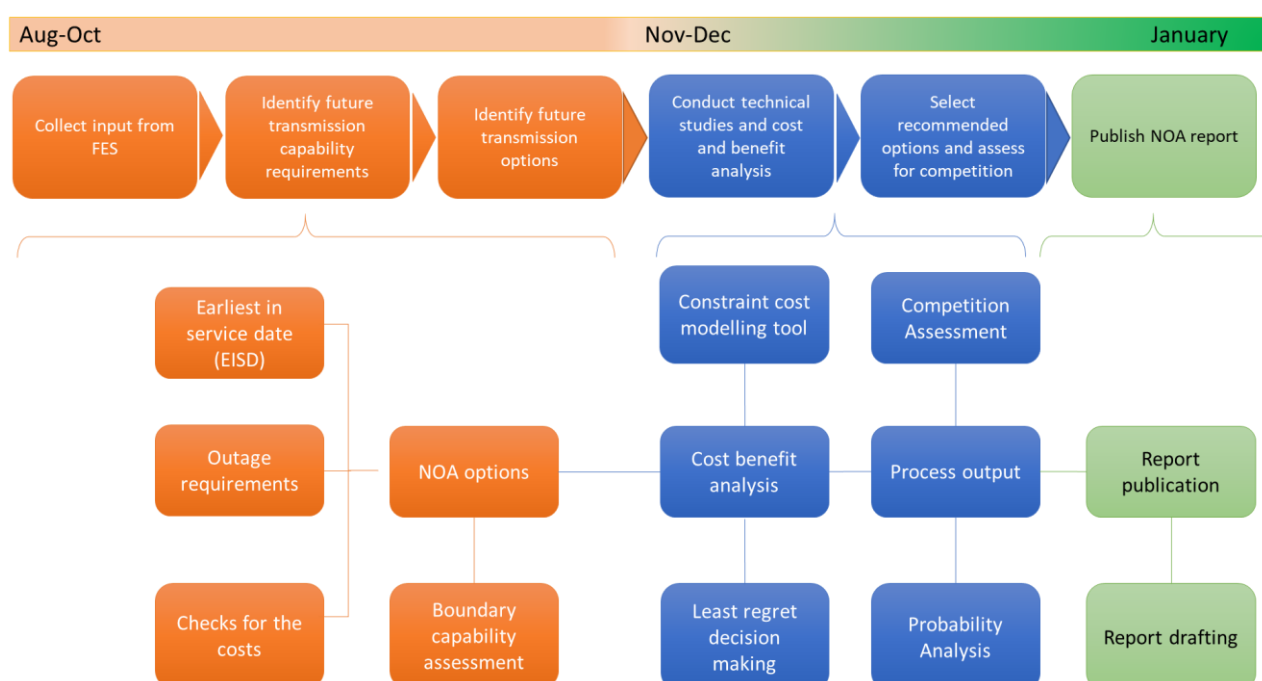 Aug-Oct
Nov-Dec
January
Collect input from
FES
Identify future
transmission
capability
requirements
Identify future
transmission
options
Conduct technical
studies and cost
and benefit
analysis
Select
recommended
options and assess
for competition
Publish NOA report
Earliest in
service date
(EISD)
Outage
requirements
Checks for the
costs
NOA options
Boundary
capability
assessment
Constraint cost
modelling tool
Cost benefit
analysis
Least regret
decision
making
Competition
Assessment
Process output
Probability
Analysis
Report
publication
Report drafting